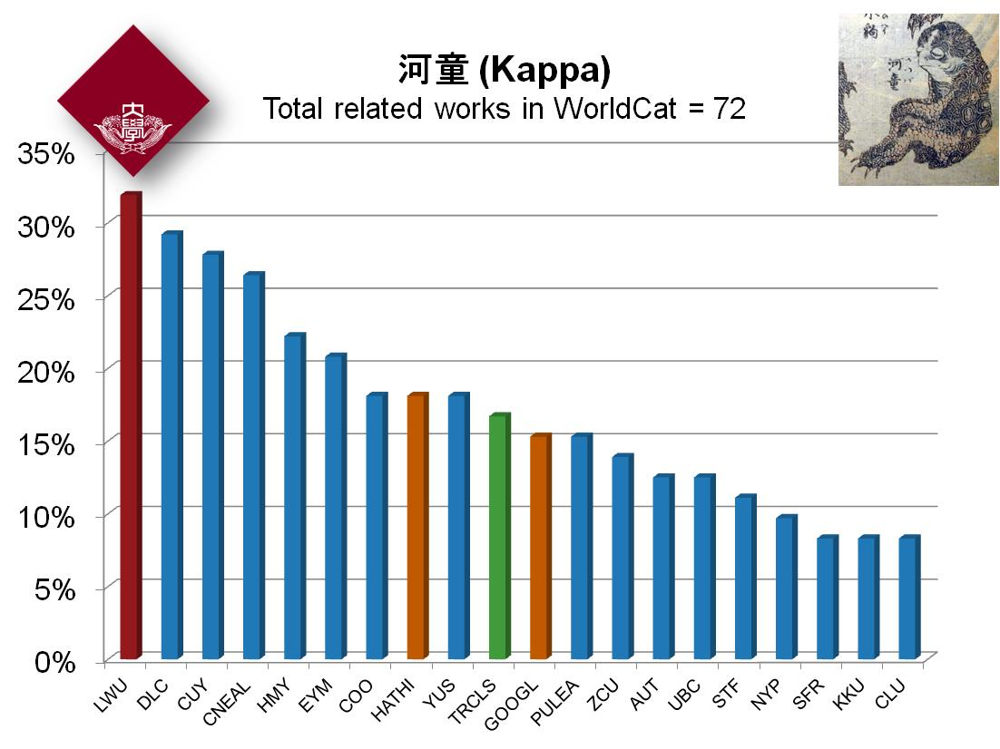 河童 (Kappa)
Total related works in WorldCat = 72
大學
河童
35%
30%
25%
20%
15%
10%
5%
0%
LWU
DLC
CUY
CNEAL
HMY
EYM
COO
HATHI
YUS
TRCLS
GOOGL
PULEA
ZCU
AUT
UBC
STF
NYP
SFR
KKU
CLU